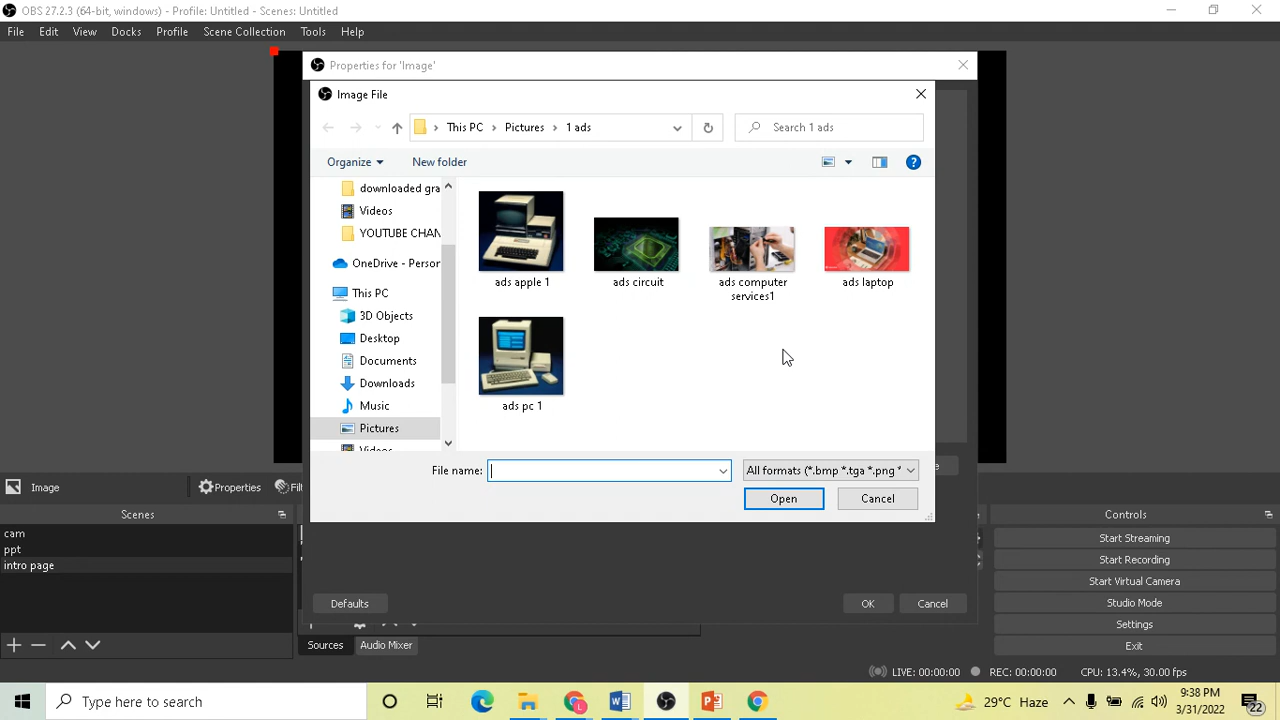 OBS 27.2.3 (64-bit, windows) - Profile: Untitled - Scenes: Untitled
File Edit View Docks Profile Scene Collection Tools Help
Properties for 'Image'
Image File
This PC > Pictures > 1 ads
Search 1 ads
Organize New folder
downloaded gra
Videos
YOUTUBE CHAN
OneDrive - Person
This PC
3D Objects
Desktop
Documents
Downloads
Music
Pictures
Videos
ads apple 1
ads circuit
ads computer
services1
ads laptop
ads pc 1
File name:
All formats (*.bmp *.tga *.png *
Open Cancel
Image Properties Filt
Scenes
cam
ppt
intro page
Defaults OK Cancel
Sources Audio Mixer
Controls
Start Streaming
Start Recording
Start Virtual Camera
Studio Mode
Settings
Exit
LIVE: 00:00:00 REC: 00:00:00 CPU: 13.4%, 30.00 fps
Type here to search
29°C Haze
9:38 PM
3/31/2022
22